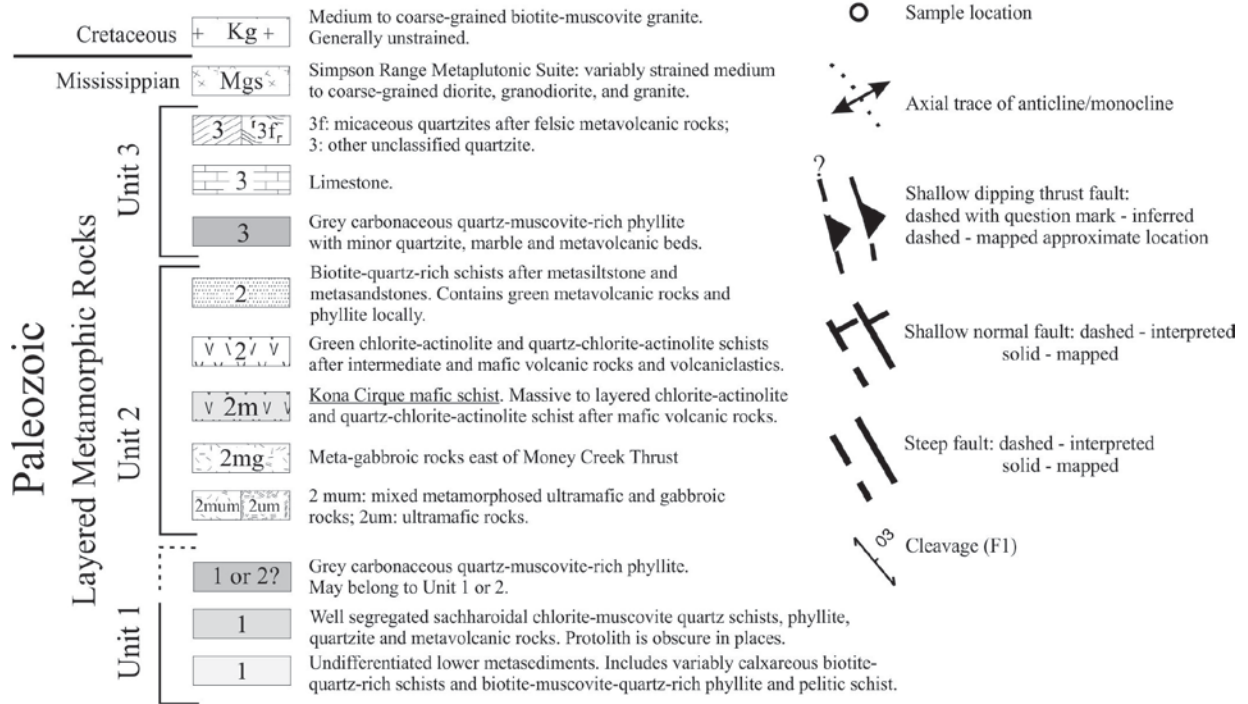 Cretaceous
+ Kg +
Medium to coarse-grained biotite-muscovite granite.
Generally unstrained.
Mississippian
Mgs
Simpson Range Metaplutonic Suite: variably strained medium
to coarse-grained diorite, granodiorite, and granite.
Paleozoic
Layered Metamorphic Rocks
Unit 3
3
3f
3f: micaceous quartzites after felsic metavolcanic rocks;
3: other unclassified quartzite.
3
Limestone.
3
Grey carbonaceous quartz-muscovite-rich phyllite
with minor quartzite, marble and metavolcanic beds.
Unit 2
2
Biotite-quartz-rich schists after metasiltstone and
metasandstones. Contains green metavolcanic rocks and
phyllite locally.
2
Green chlorite-actinolite and quartz-chlorite-actinolite schists
after intermediate and mafic volcanic rocks and volcaniclastics.
2m
Kona Cirque mafic schist. Massive to layered chlorite-actinolite
and quartz-chlorite-actinolite schist after mafic volcanic rocks.
2mg
Meta-gabbroic rocks east of Money Creek Thrust
2mum
2um
2 mum: mixed metamorphosed ultramafic and gabbroic
rocks; 2um: ultramafic rocks.
1 or 2?
Grey carbonaceous quartz-muscovite-rich phyllite.
May belong to Unit 1 or 2.
Unit 1
1
Well segregated sachharoidal chlorite-muscovite quartz schists, phyllite,
quartzite and metavolcanic rocks. Protolith is obscure in places.
1
Undifferentiated lower metasediments. Includes variably calxareous biotite-
quartz-rich schists and biotite-muscovite-quartz-rich phyllite and pelitic schist.
Sample location
Axial trace of anticline/monocline
?
Shallow dipping thrust fault:
dashed with question mark - inferred
dashed - mapped approximate location
Shallow normal fault: dashed - interpreted
solid - mapped
Steep fault: dashed - interpreted
solid - mapped
03
Cleavage (F1)